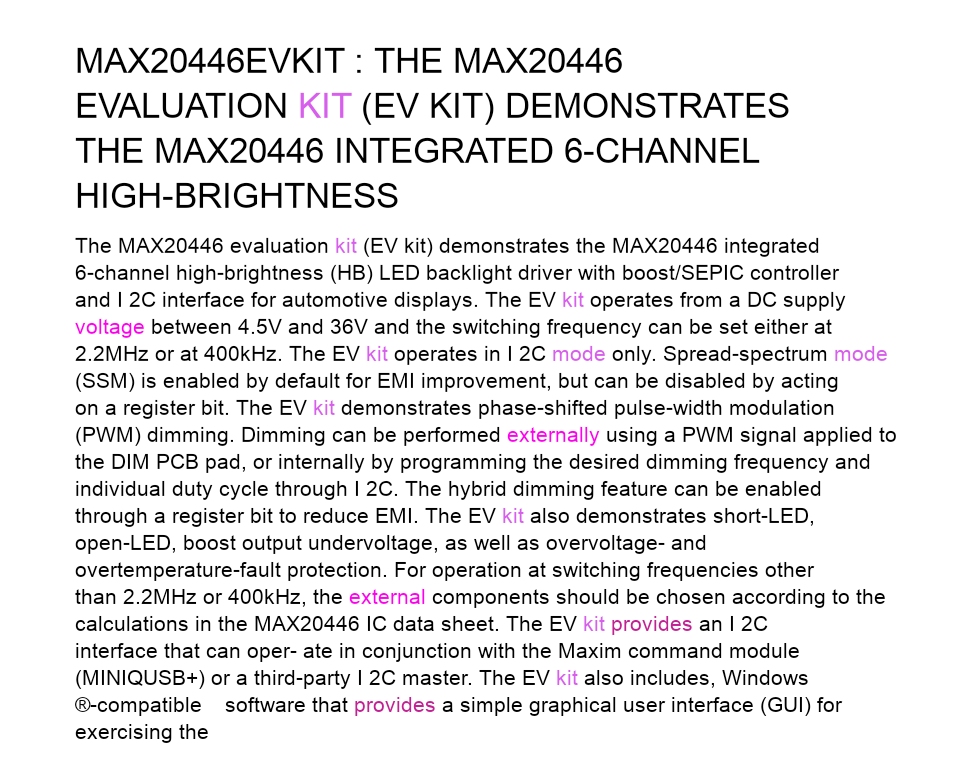 MAX20446EVKIT : THE MAX20446
EVALUATION KIT (EV KIT) DEMONSTRATES
THE MAX20446 INTEGRATED 6-CHANNEL
HIGH-BRIGHTNESS
The MAX20446 evaluation kit (EV kit) demonstrates the MAX20446 integrated
6-channel high-brightness (HB) LED backlight driver with boost/SEPIC controller
and I 2C interface for automotive displays. The EV kit operates from a DC supply
voltage between 4.5V and 36V and the switching frequency can be set either at
2.2MHz or at 400kHz. The EV kit operates in I 2C mode only. Spread-spectrum mode
(SSM) is enabled by default for EMI improvement, but can be disabled by acting
on a register bit. The EV kit demonstrates phase-shifted pulse-width modulation
(PWM) dimming. Dimming can be performed externally using a PWM signal applied to
the DIM PCB pad, or internally by programming the desired dimming frequency and
individual duty cycle through I 2C. The hybrid dimming feature can be enabled
through a register bit to reduce EMI. The EV kit also demonstrates short-LED,
open-LED, boost output undervoltage, as well as overvoltage- and
overtemperature-fault protection. For operation at switching frequencies other
than 2.2MHz or 400kHz, the external components should be chosen according to the
calculations in the MAX20446 IC data sheet. The EV kit provides an I 2C
interface that can oper- ate in conjunction with the Maxim command module
(MINIQUSB+) or a third-party I 2C master. The EV kit also includes, Windows
®-compatible    software that provides a simple graphical user interface (GUI) for
exercising the